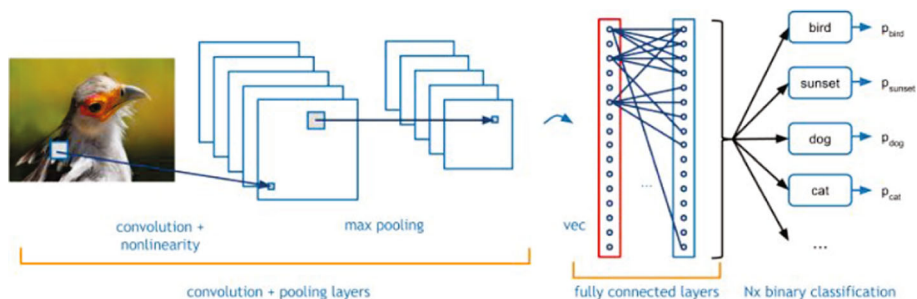 bird
p_bird
sunset
p_sunset
dog
p_dog
cat
p_cat
...
...
convolution +
nonlinearity
max pooling
vec
convolution + pooling layers
fully connected layers
Nx binary classification